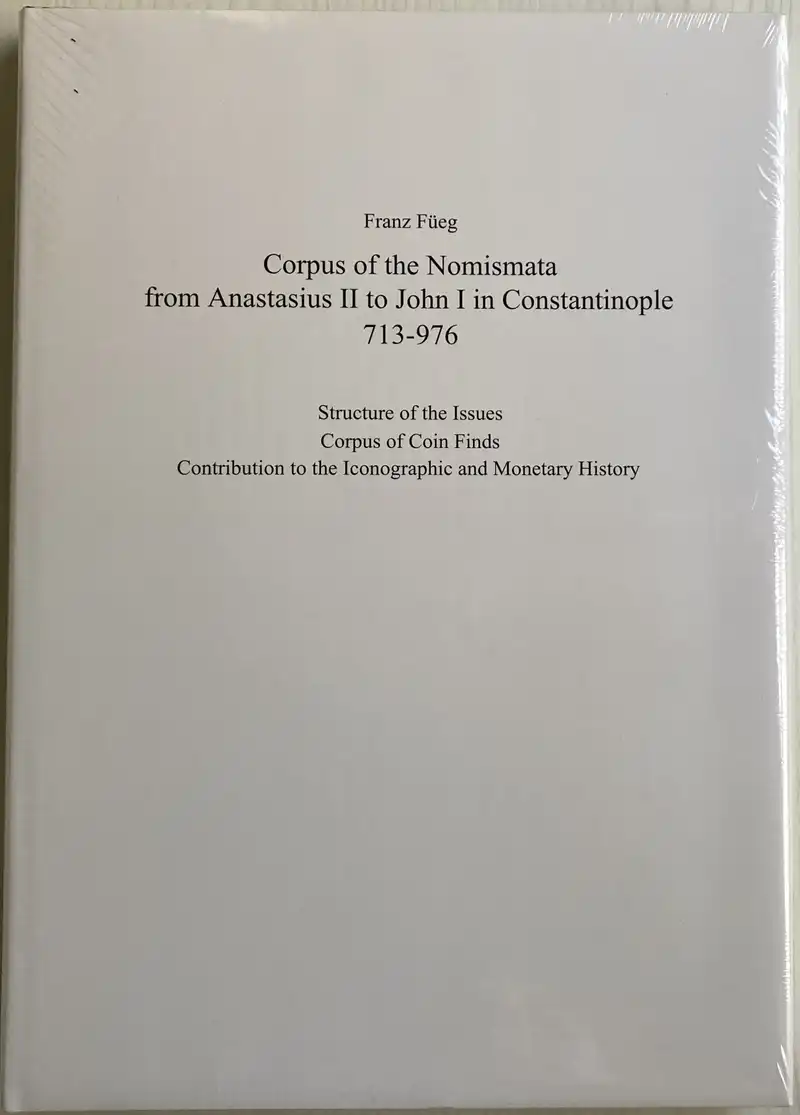 Franz Füeg
Corpus of the Nomismata
from Anastasius II to John I in Constantinople
713-976
Structure of the Issues
Corpus of Coin Finds
Contribution to the Iconographic and Monetary History